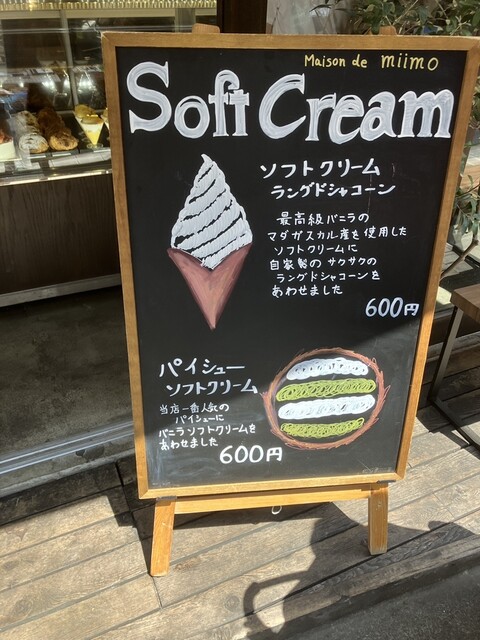 Maison de miimo
Soft Cream
ソフトクリーム
ラングドシャコーン
最高級バニラの
マダガスカル産を使用した
ソフトクリームに
自家製のサクサクの
ラングドシャコーンを
あわせました
600円
パイシュー
ソフトクリーム
当店一番人気の
パイシューに
バニラソフトクリームを
あわせました
600円